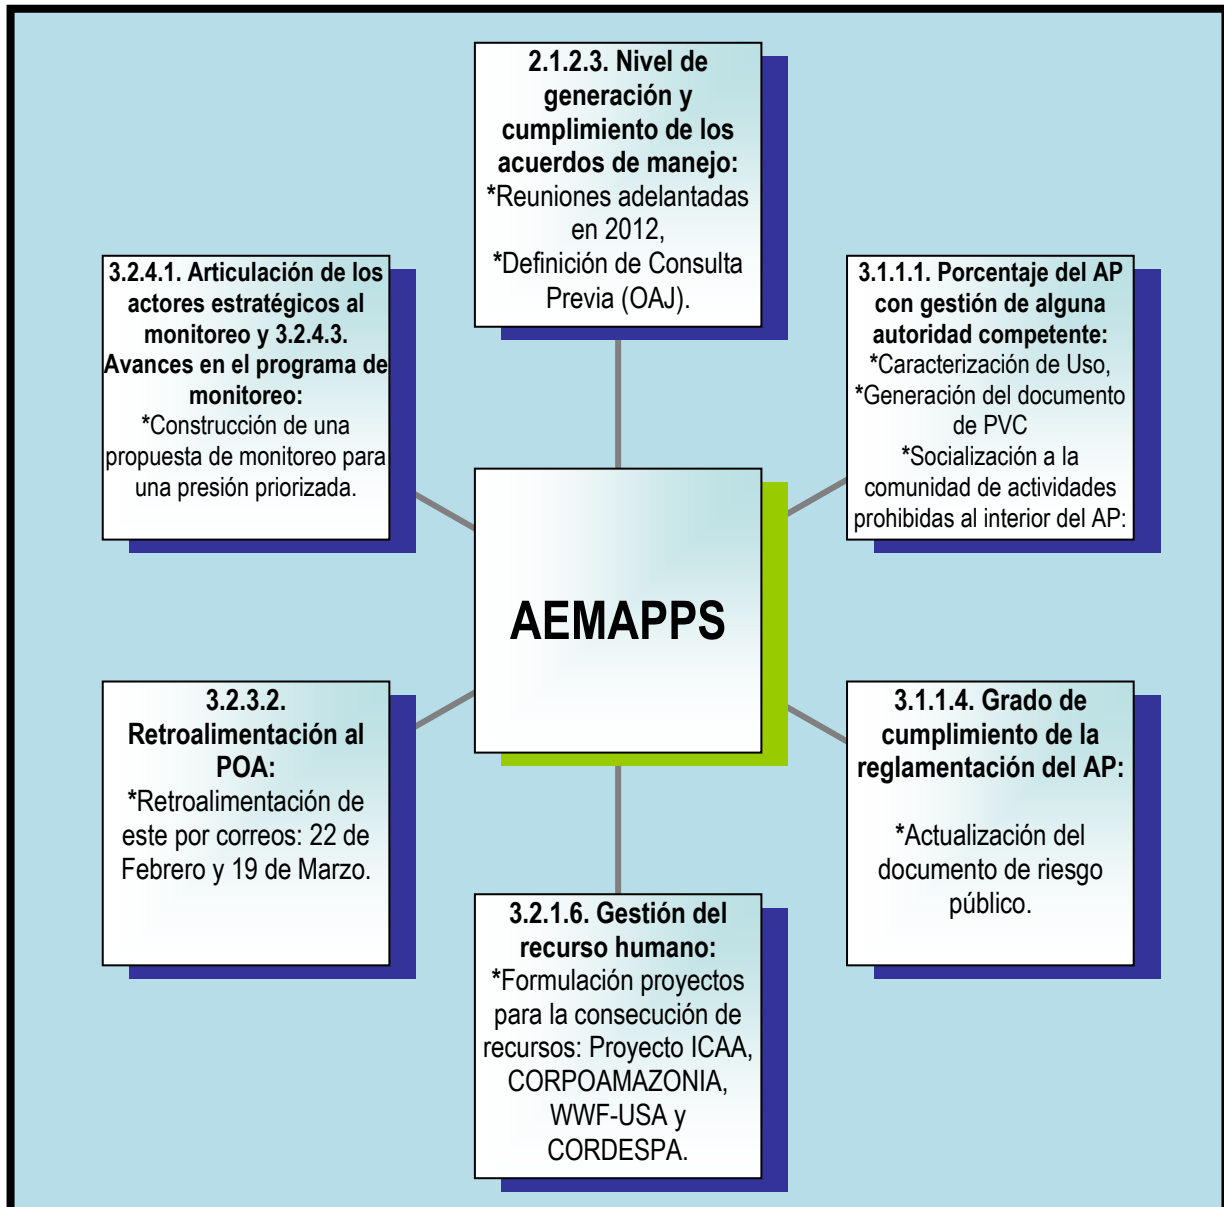 2.1.2.3. Nivel de
generación y
cumplimiento de los
acuerdos de manejo:
*Reuniones adelantadas
en 2012,
*Definición de Consulta
Previa (OAJ).
3.2.4.1. Articulación de los
actores estratégicos al
monitoreo y 3.2.4.3.
Avances en el programa de
monitoreo:
*Construcción de una
propuesta de monitoreo para
una presión priorizada.
3.1.1.1. Porcentaje del AP
con gestión de alguna
autoridad competente:
*Caracterización de Uso,
*Generación del documento
de PVC
*Socialización a la
comunidad de actividades
prohibidas al interior del AP:
AEMAPPS
3.2.3.2.
Retroalimentación al
POA:
*Retroalimentación de
este por correos: 22 de
Febrero y 19 de Marzo.
3.1.1.4. Grado de
cumplimiento de la
reglamentación del AP:
*Actualización del
documento de riesgo
público.
3.2.1.6. Gestión del
recurso humano:
*Formulación proyectos
para la consecución de
recursos: Proyecto ICAA,
CORPOAMAZONIA,
WWF-USA y
CORDESPA.